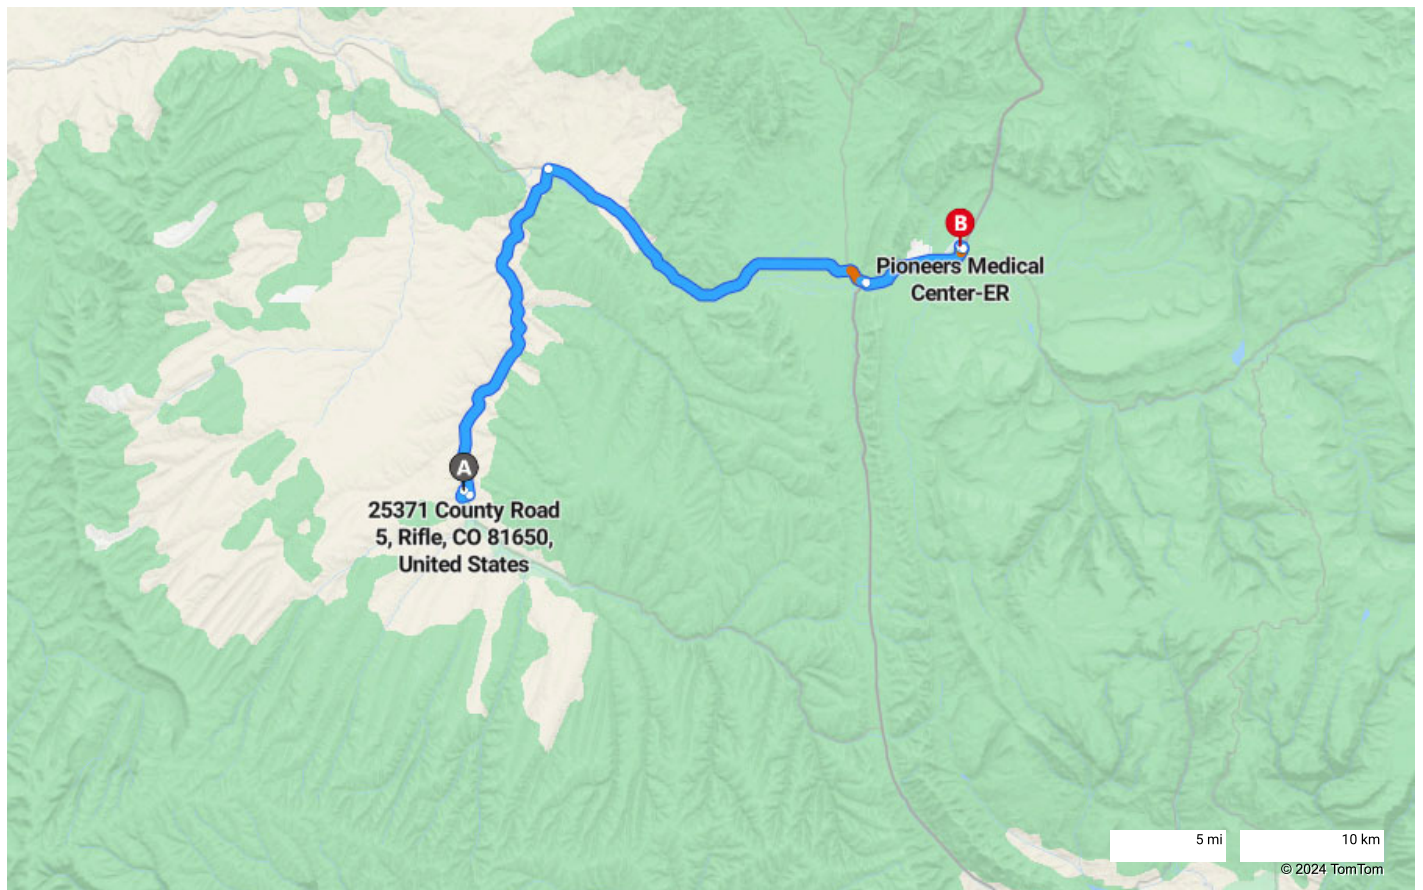 B
Pioneers Medical
Center-ER
A
25371 County Road
5, Rifle, CO 81650,
United States
5 mi
10 km
© 2024 TomTom